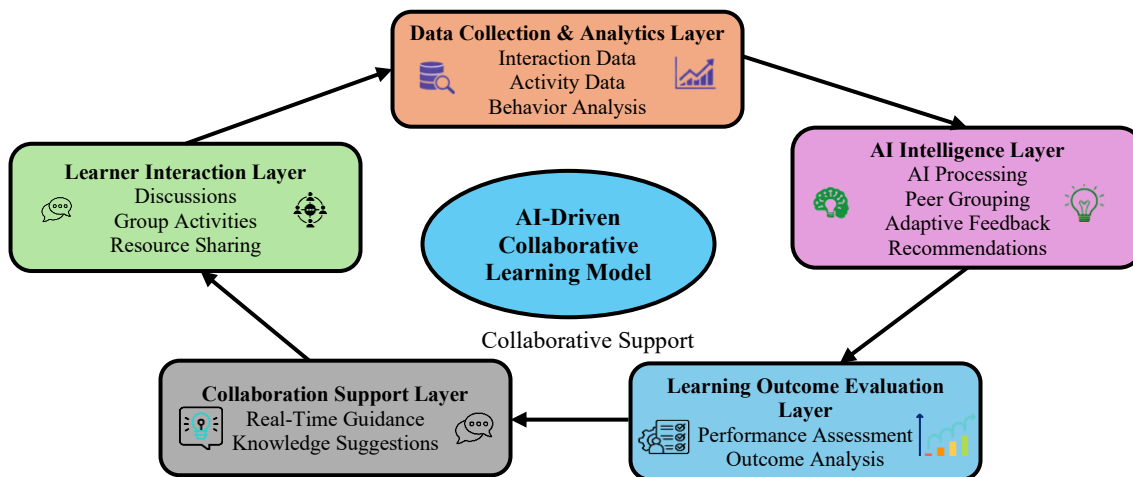 Data Collection & Analytics Layer
Interaction Data
Activity Data
Behavior Analysis
Learner Interaction Layer
Discussions
Group Activities
Resource Sharing
AI Intelligence Layer
AI Processing
Peer Grouping
Adaptive Feedback
Recommendations
AI-Driven
Collaborative
Learning Model
Collaborative Support
Collaboration Support Layer
Real-Time Guidance
Knowledge Suggestions
Learning Outcome Evaluation
Layer
Performance Assessment
Outcome Analysis